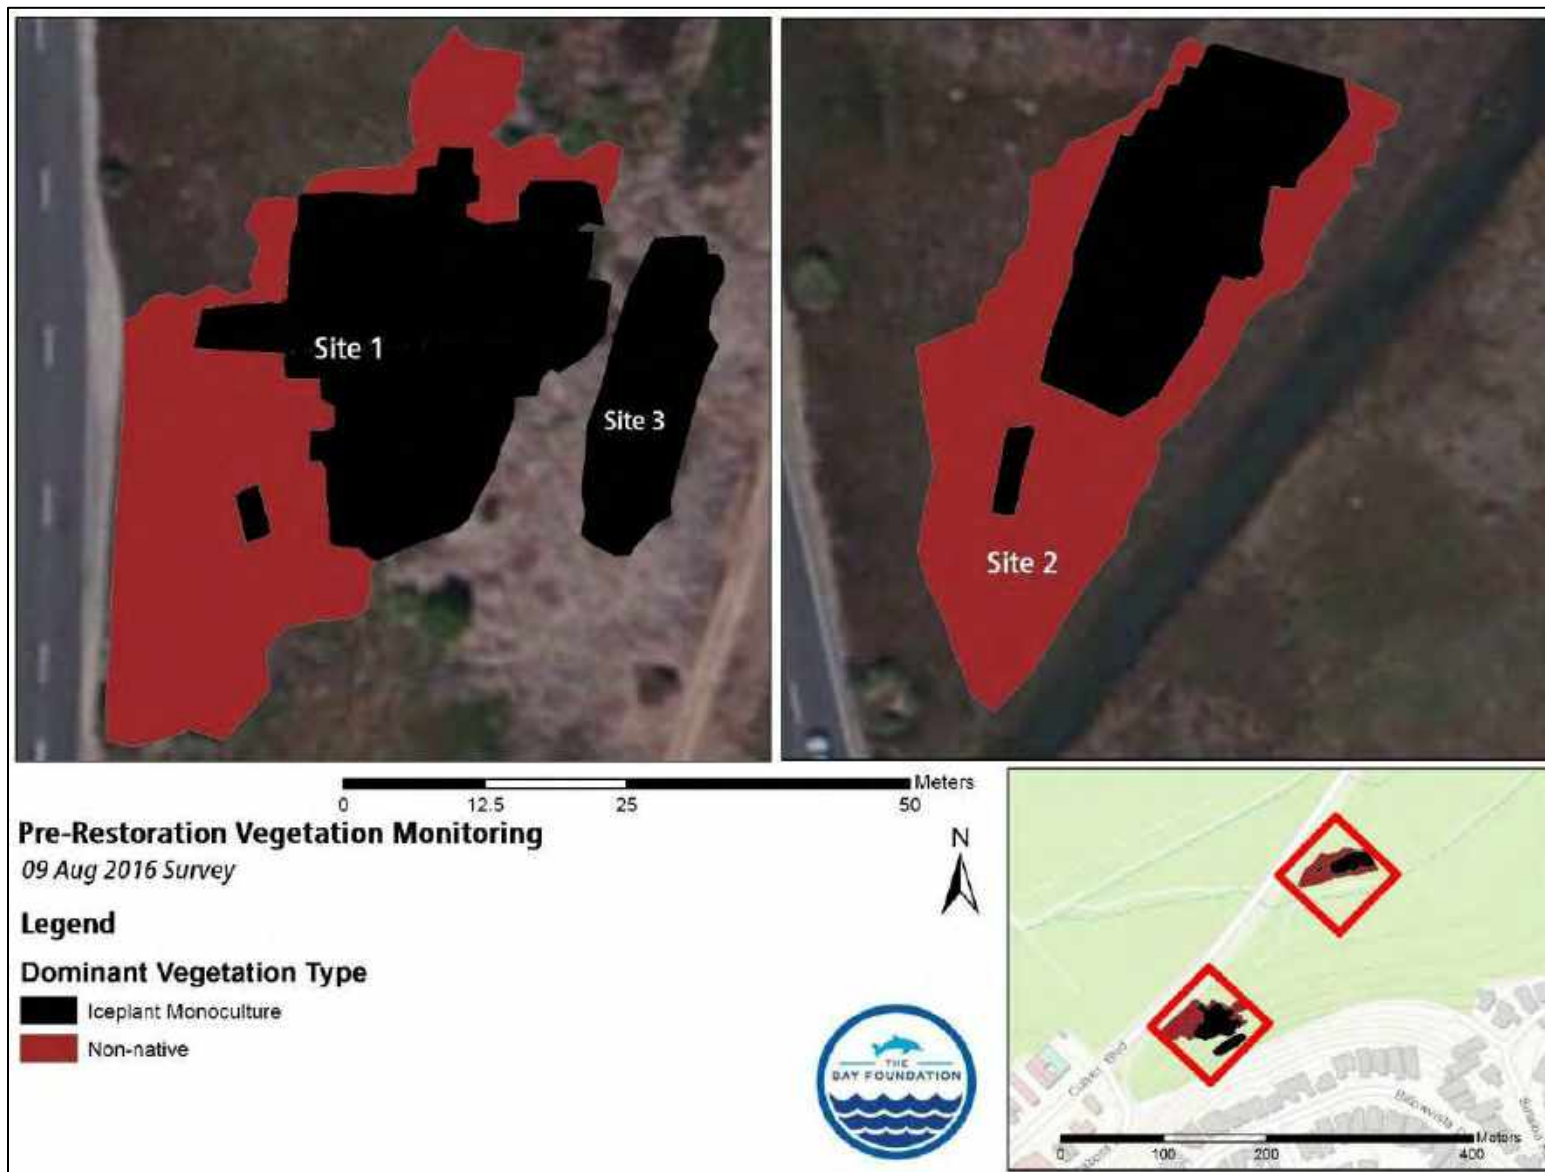 Site 1
Site 3
Site 2
Meters
0 12.5 25 50
Pre-Restoration Vegetation Monitoring
09 Aug 2016 Survey
N
Legend
Dominant Vegetation Type
Iceplant Monoculture
Non-native
THE
BAY FOUNDATION
Culver Blvd
Meters
0 100 200 400